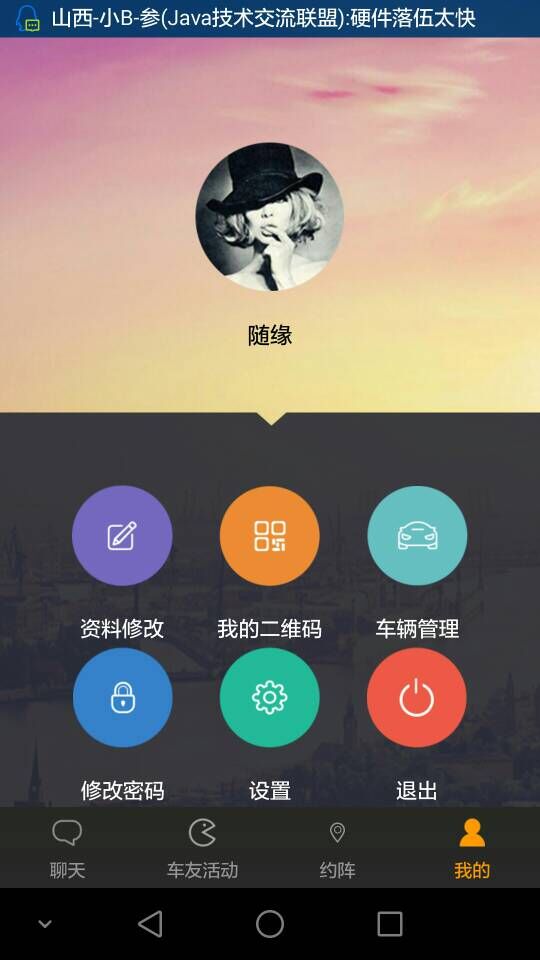 山西-小B-参(Java技术交流联盟):硬件落伍太快
随缘
资料修改 我的二维码 车辆管理
修改密码 设置 退出
聊天 车友活动 约阵 我的